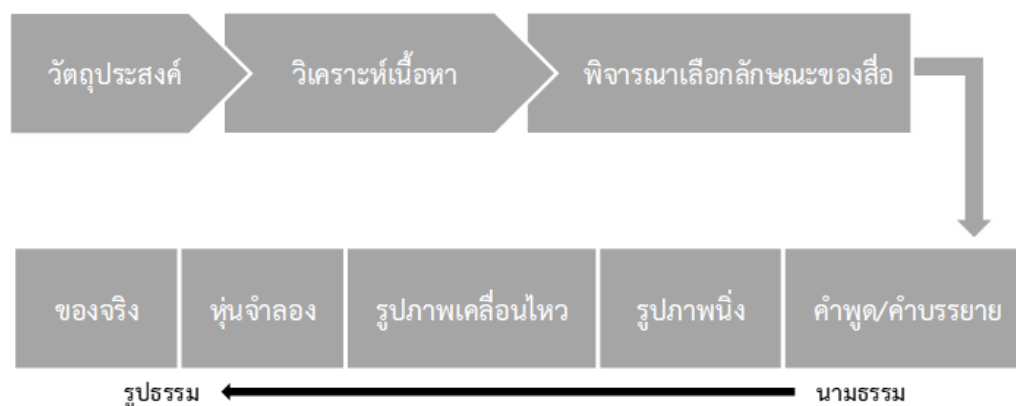 วัตถุประสงค์
วิเคราะห์เนื้อหา
พิจารณาเลือกลักษณะของสื่อ
ของจริง
หุ่นจำลอง
รูปภาพเคลื่อนไหว
รูปภาพนิ่ง
คำพูด/คำบรรยาย
รูปธรรม
นามธรรม